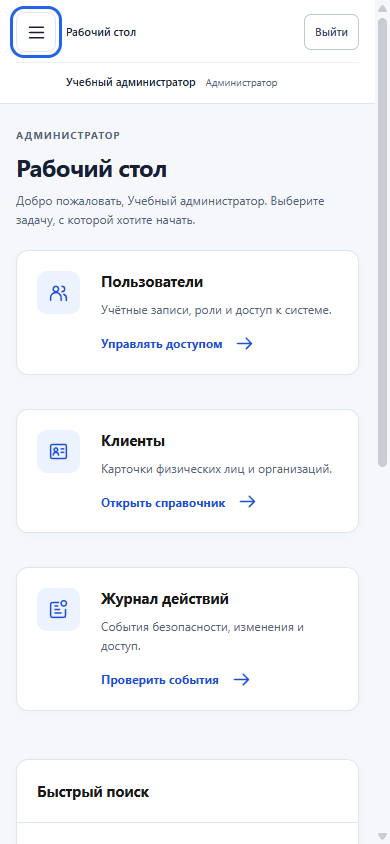 Рабочий стол
Выйти
Учебный администратор Администратор
АДМИНИСТРАТОР
Рабочий стол
Добро пожаловать, Учебный администратор. Выберите
задачу, с которой хотите начать.
Пользователи
Учётные записи, роли и доступ к системе.
Управлять доступом
Клиенты
Карточки физических лиц и организаций.
Открыть справочник
Журнал действий
События безопасности, изменения и
доступ.
Проверить события
Быстрый поиск